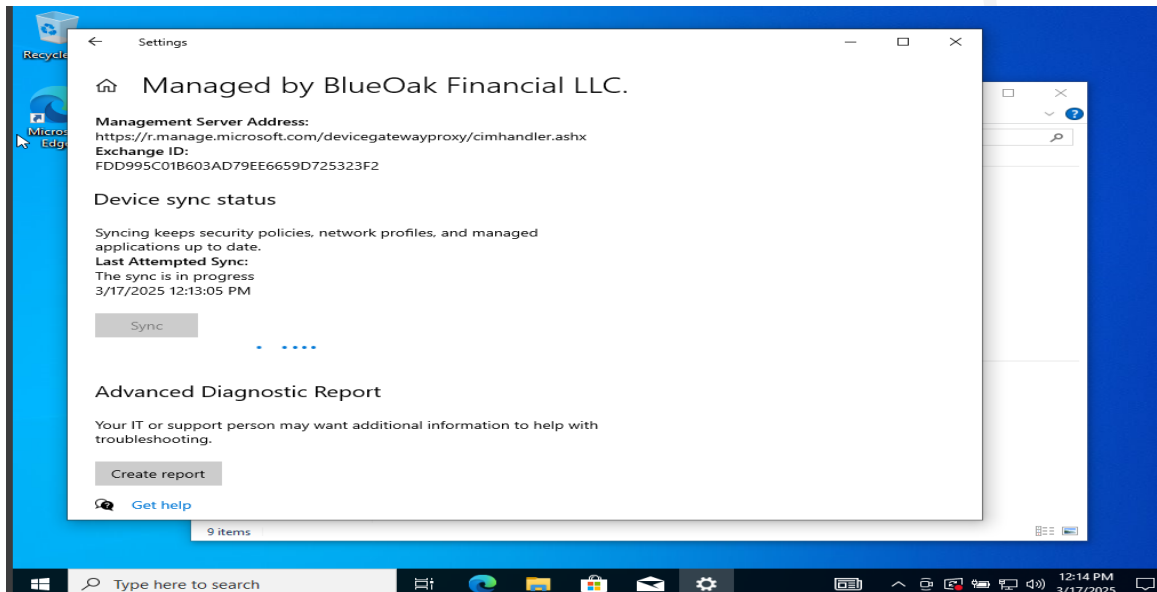 Recycle
Micros
Edge
Settings
Managed by BlueOak Financial LLC.
Management Server Address:
https://r.manage.microsoft.com/devicegatewayproxy/cimhandler.ashx
Exchange ID:
FDD995C01B603AD79EE6659D725323F2
Device sync status
Syncing keeps security policies, network profiles, and managed
applications up to date.
Last Attempted Sync:
The sync is in progress
3/17/2025 12:13:05 PM
Sync
Advanced Diagnostic Report
Your IT or support person may want additional information to help with
troubleshooting.
Create report
Get help
9 items
Type here to search
12:14 PM
3/17/2025